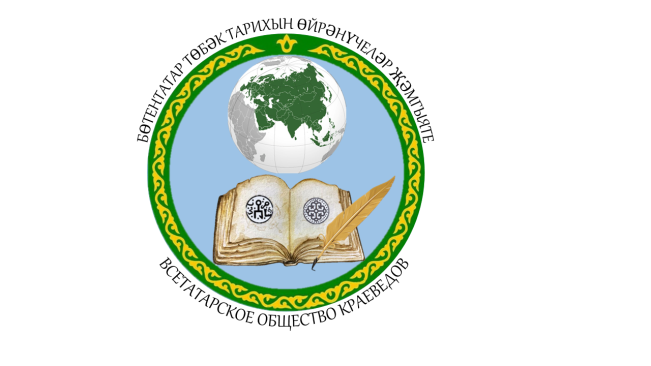 БӨТЕНТАТАР ТӨБӘК ТАРИХЫН ӨЙРӘНҮЧЕЛӘР ҖӘМГЫЯТЕ
ВСЕТАТАРСКОЕ ОБЩЕСТВО КРАЕВЕДОВ